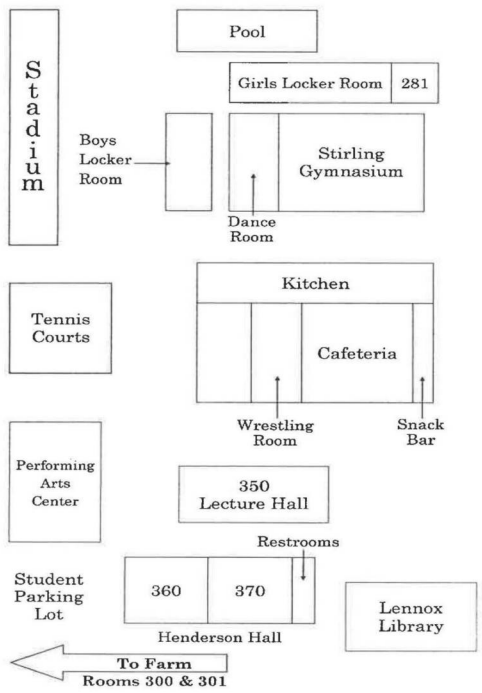 Pool
Stadium
Girls Locker Room
281
Boys
Locker
Room
Stirling
Gymnasium
Dance
Room
Kitchen
Tennis
Courts
Cafeteria
Wrestling
Room
Snack
Bar
Performing
Arts
Center
350
Lecture Hall
Restrooms
Student
Parking
Lot
360
370
Lennox
Library
Henderson Hall
To Farm
Rooms 300 & 301